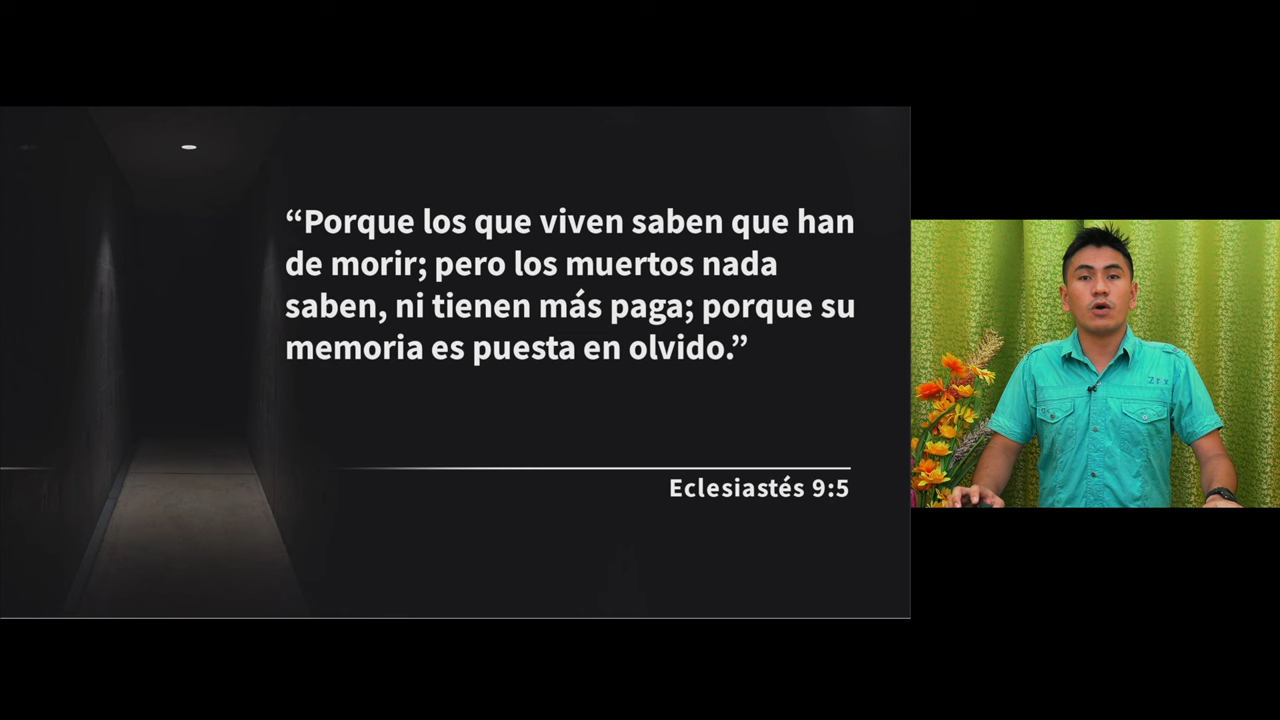 “Porque los que viven saben que han
de morir; pero los muertos nada
saben, ni tienen más paga; porque su
memoria es puesta en olvido.”
Eclesiastés 9:5